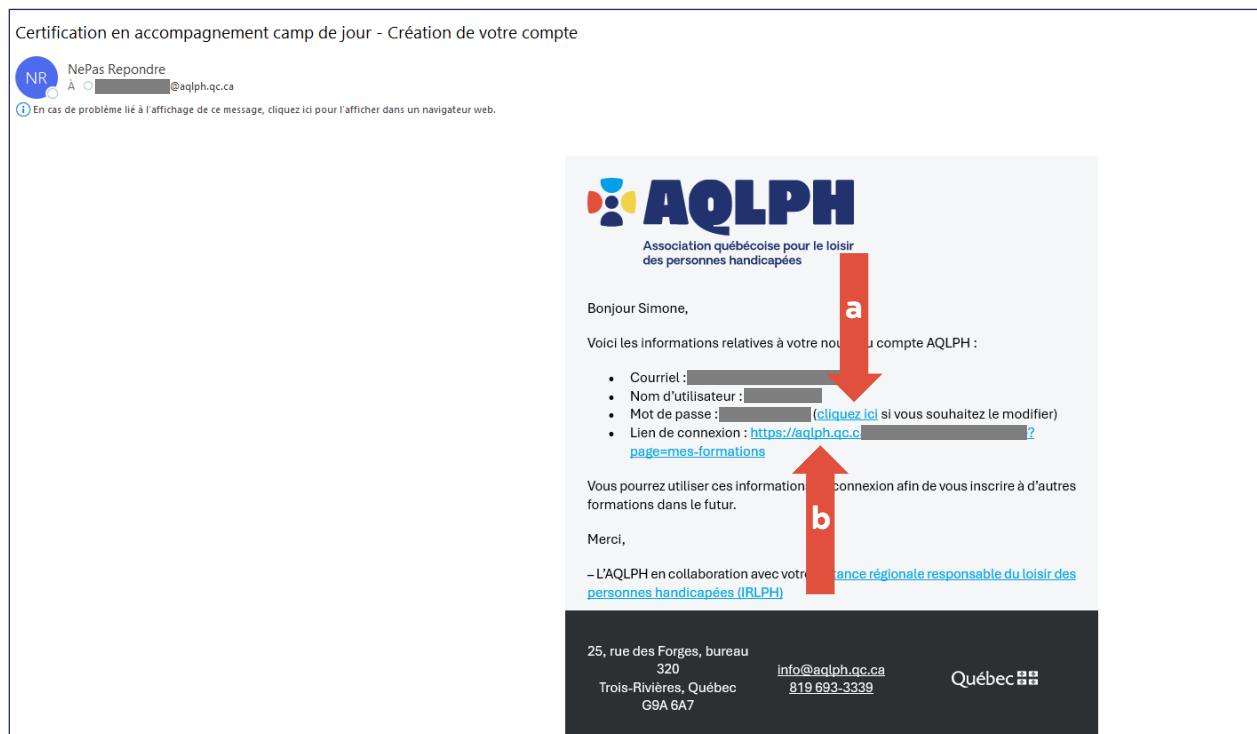 Certification en accompagnement camp de jour - Création de votre compte
NR
NePas Repondre
À @aqlph.qc.ca
En cas de problème lié à l'affichage de ce message, cliquez ici pour l'afficher dans un navigateur web.
AQLPH
Association québécoise pour le loisir
des personnes handicapées
a
Bonjour Simone,
Voici les informations relatives à votre compte AQLPH :
• Courriel :
• Nom d'utilisateur :
• Mot de passe : (cliquez ici si vous souhaitez le modifier)
• Lien de connexion : https://aqlph.qc.c ?
page=mes-formations
Vous pourrez utiliser ces information connexion afin de vous inscrire à d'autres
formations dans le futur.
b
Merci,
– L'AQLPH en collaboration avec votr tance régionale responsable du loisir des
personnes handicapées (IRLPH)
25, rue des Forges, bureau
320
Trois-Rivières, Québec
G9A 6A7
info@aqlph.qc.ca
819 693-3339
Québec